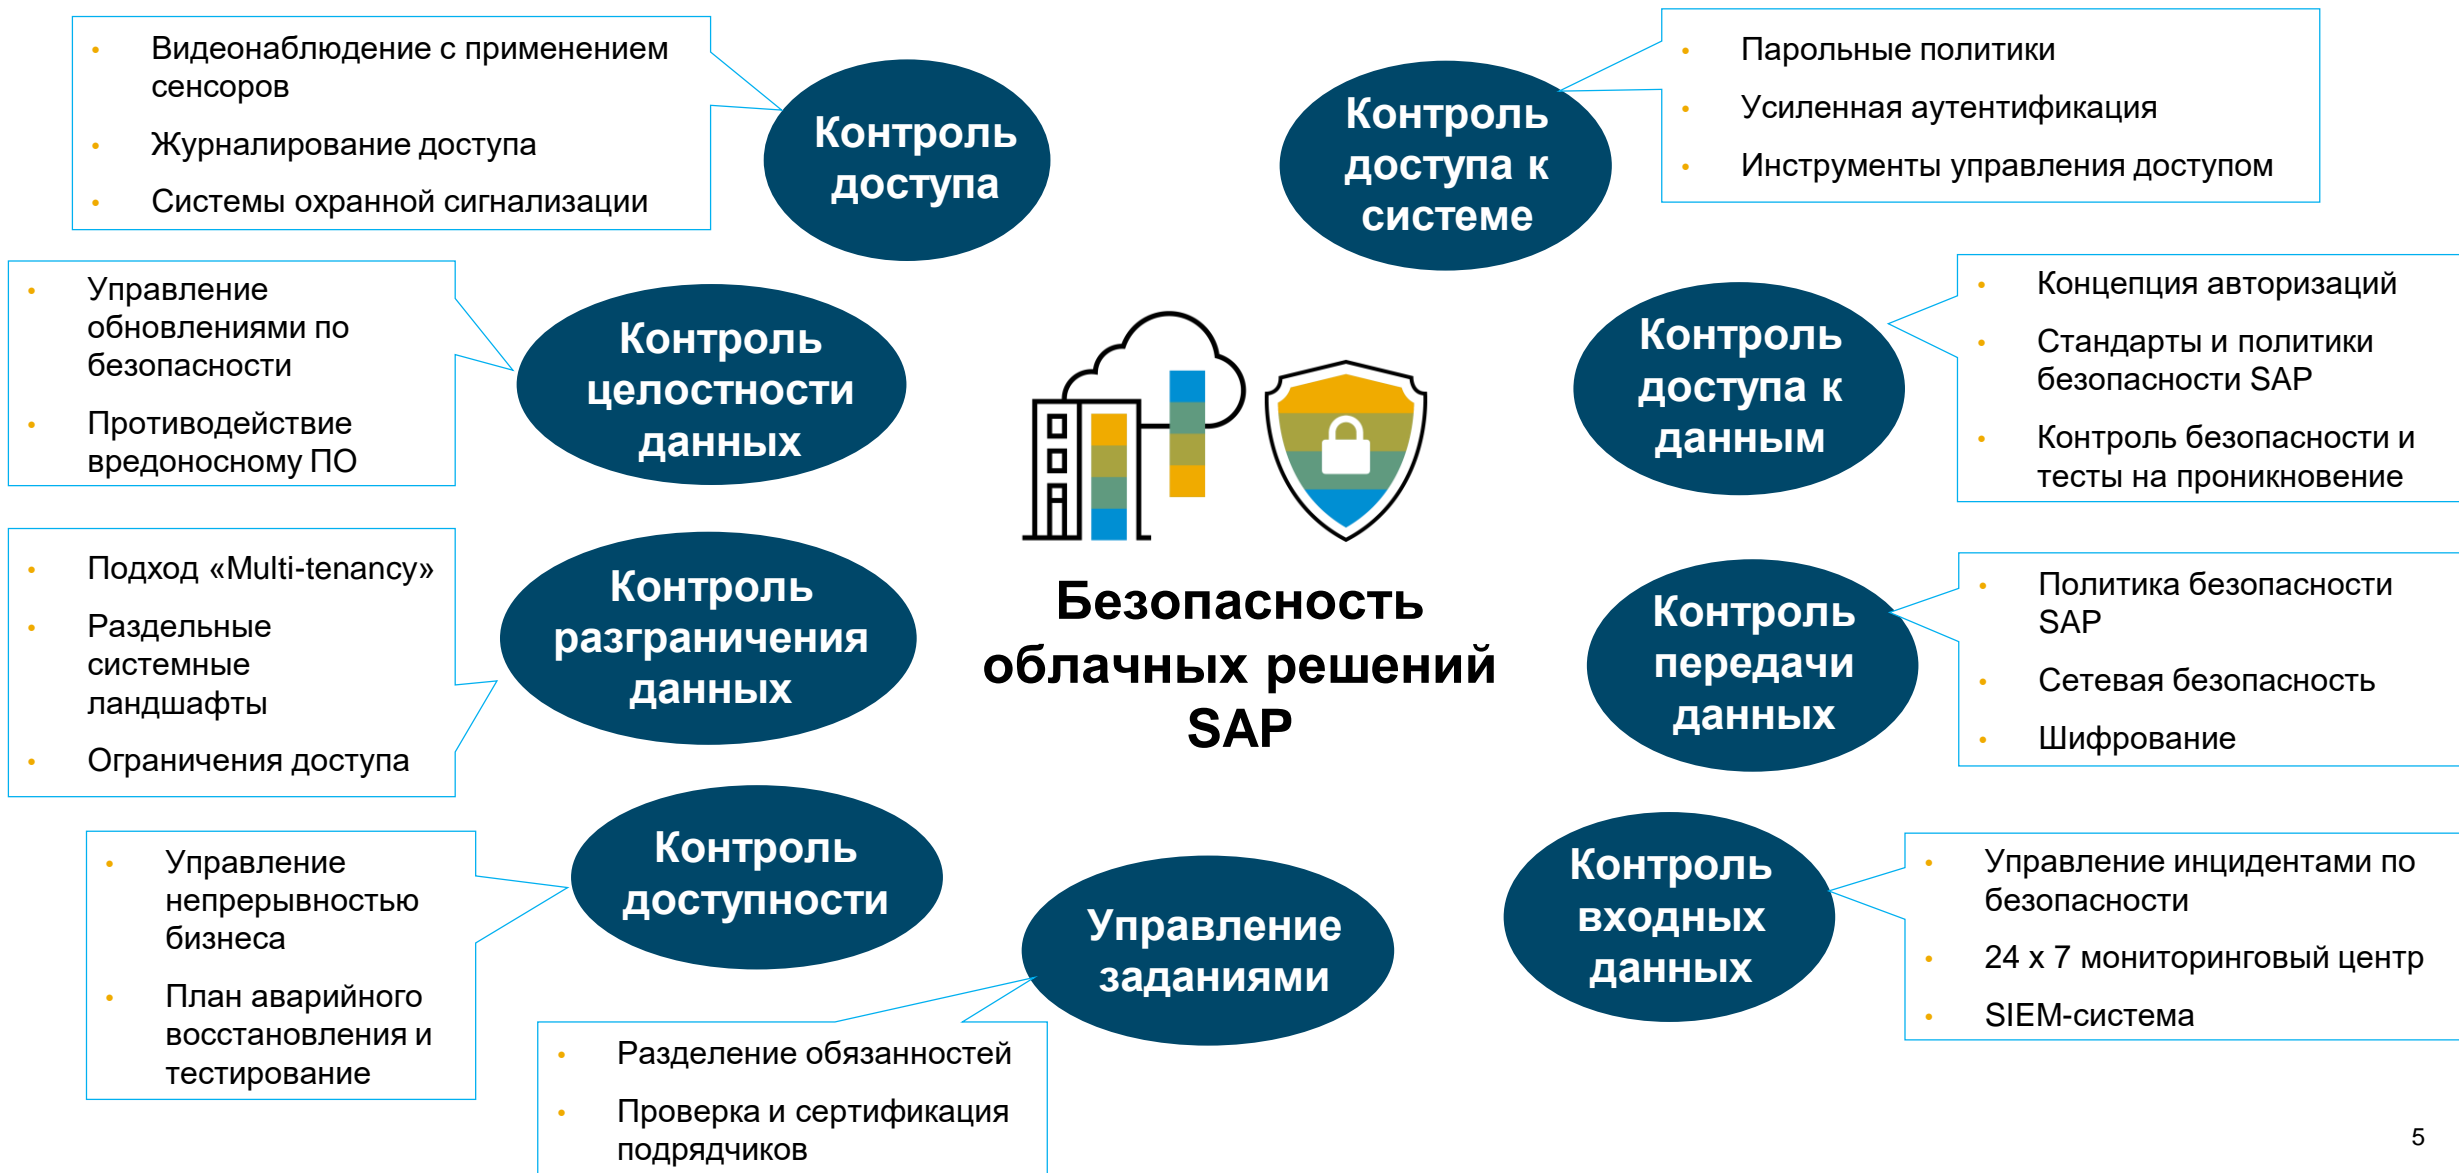 Видеонаблюдение с применением
сенсоров
Журналирование доступа
Системы охранной сигнализации
Контроль
доступа
Контроль
доступа к
системе
Парольные политики
Усиленная аутентификация
Инструменты управления доступом
Управление
обновлениями по
безопасности
Противодействие
вредоносному ПО
Контроль
целостности
данных
Контроль
доступа к
данным
Концепция авторизаций
Стандарты и политики
безопасности SAP
Контроль безопасности и
тесты на проникновение
Подход «Multi-tenancy»
Раздельные
системные
ландшафты
Ограничения доступа
Контроль
разграничения
данных
Безопасность
облачных решений
SAP
Контроль
передачи
данных
Политика безопасности
SAP
Сетевая безопасность
Шифрование
Управление
непрерывностью
бизнеса
План аварийного
восстановления и
тестирование
Контроль
доступности
Управление
заданиями
Разделение обязанностей
Проверка и сертификация
подрядчиков
Контроль
входных
данных
Управление инцидентами по
безопасности
24 x 7 мониторинговый центр
SIEM-система
5